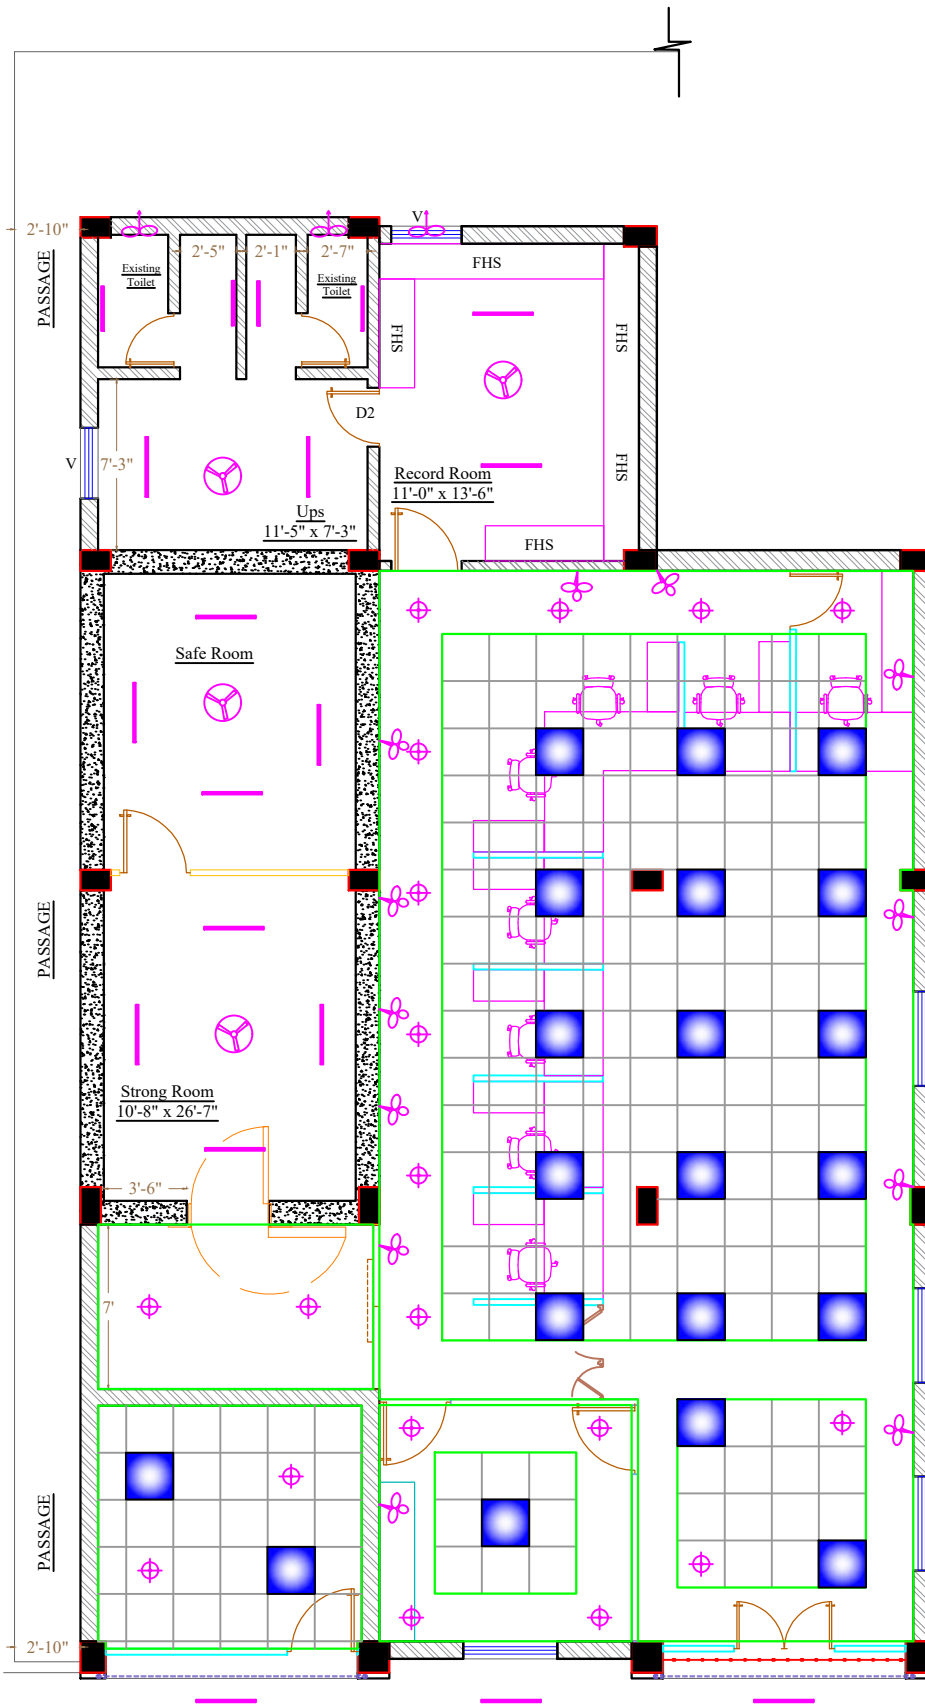 V
2'-10"
2'-5"
2'-1"
2'-7"
PASSAGE
Existing
Toilet
Existing
Toilet
FHS
FHS
FHS
D2
V
7'-3"
Record Room
11'-0" x 13'-6"
FHS
Ups
11'-5" x 7'-3"
FHS
Safe Room
PASSAGE
Strong Room
10'-8" x 26'-7"
3'-6"
7'
PASSAGE
2'-10"